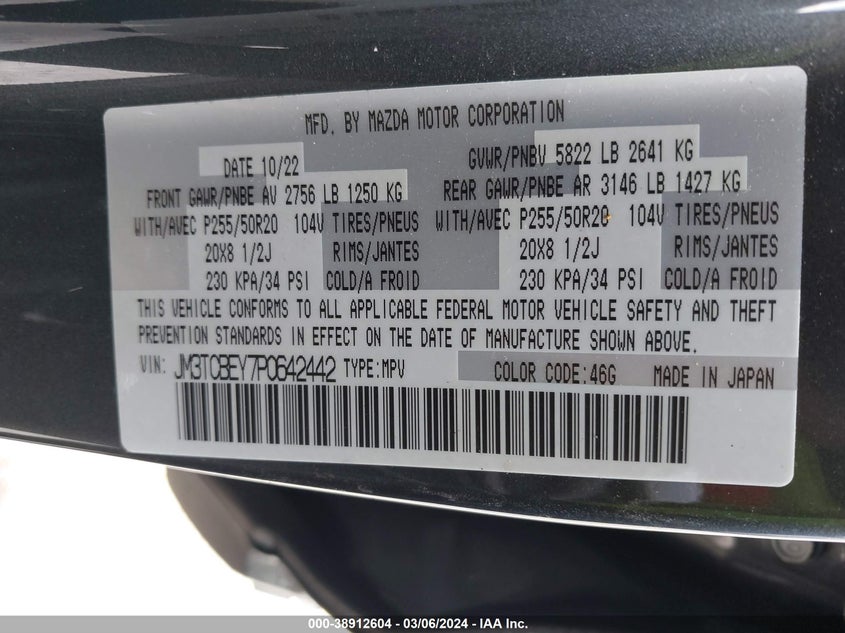 MFD. BY MAZDA MOTOR CORPORATION
DATE 10/22 GVWR/PNBV 5822 LB 2641 KG
FRONT GAWR/PNBE AV 2756 LB 1250 KG REAR GAWR/PNBE AR 3146 LB 1427 KG
WITH/AVEC P255/50R20 104V TIRES/PNEUS WITH/AVEC P255/50R20 104V TIRES/PNEUS
20X8 1/2J RIMS/JANTES 20X8 1/2J RIMS/JANTES
230 KPA/34 PSI COLD/A FROID 230 KPA/34 PSI COLD/A FROID
THIS VEHICLE CONFORMS TO ALL APPLICABLE FEDERAL MOTOR VEHICLE SAFETY AND THEFT
PREVENTION STANDARDS IN EFFECT ON THE DATE OF MANUFACTURE SHOWN ABOVE.
VIN: JM3TCBEY7P0642442 TYPE:MPV COLOR CODE:46G MADE IN JAPAN
000-38912604 - 03/06/2024 - IAAI.COM